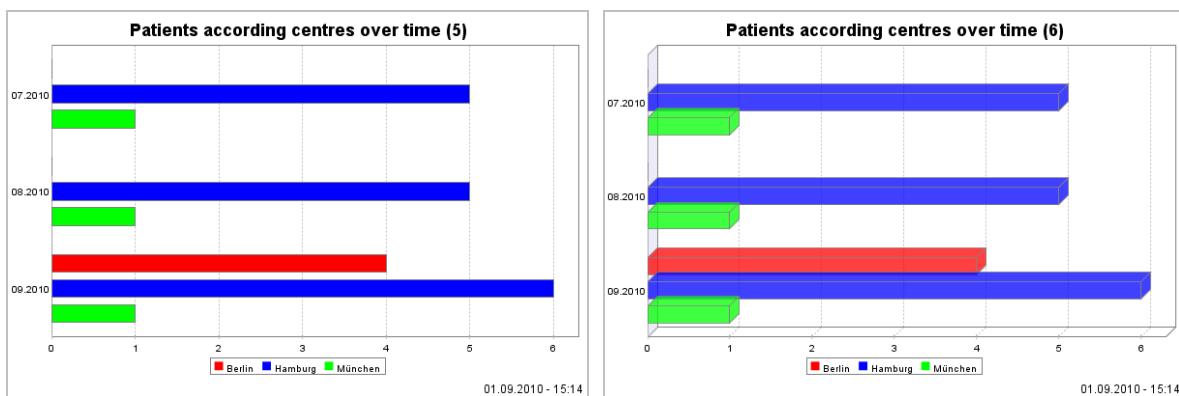 Patients according centres over time (5)
07.2010
08.2010
09.2010
0 1 2 3 4 5 6
Berlin Hamburg München
01.09.2010 - 15:14
Patients according centres over time (6)
07.2010
08.2010
09.2010
0 1 2 3 4 5 6
Berlin Hamburg München
01.09.2010 - 15:14